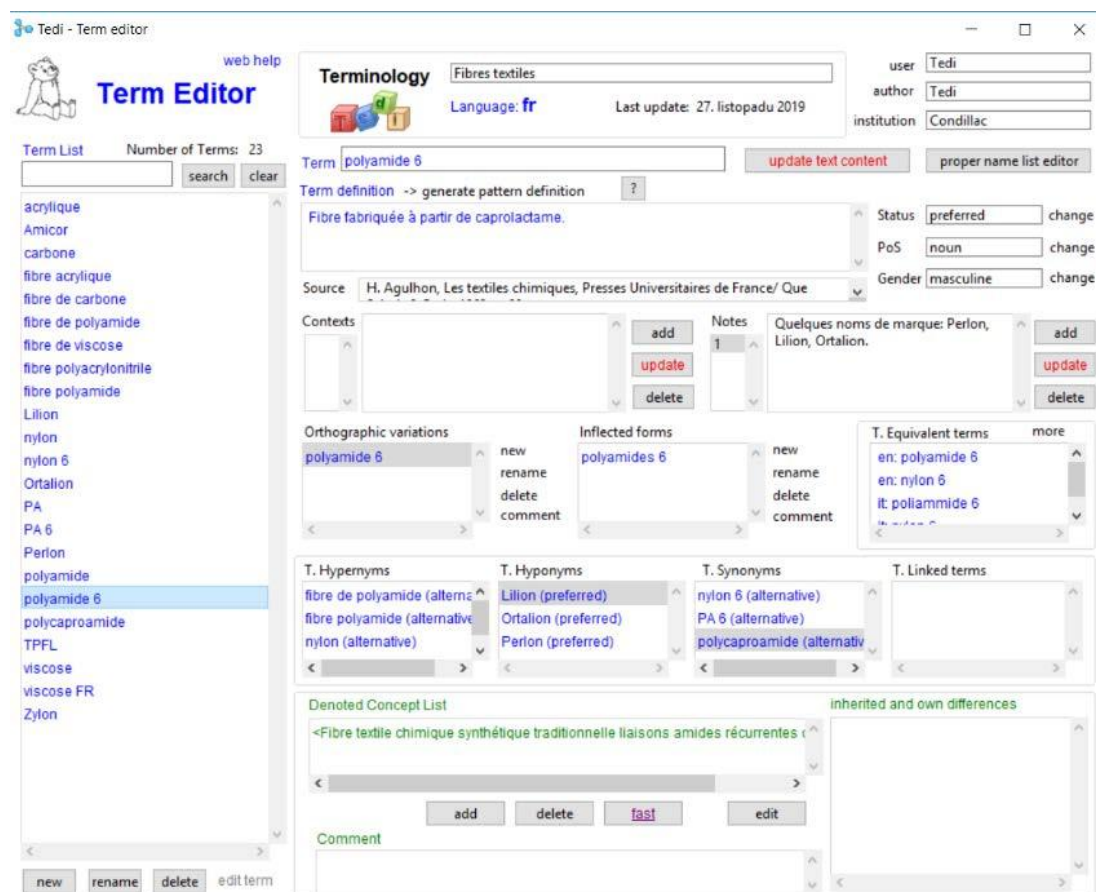 Tedi - Term editor
web help
Term Editor
Terminology
Fibres textiles
Language: fr
Last update: 27. listopadu 2019
user Tedi
author Tedi
institution Condillac
Term List
Number of Terms: 23
search
clear
acrylique
Amicor
carbone
fibre acrylique
fibre de carbone
fibre de polyamide
fibre de viscose
fibre polyacrylonitrile
fibre polyamide
Lilion
nylon
nylon 6
Ortalion
PA
PA 6
Perlon
polyamide
polyamide 6
polycaproamide
TPFL
viscose
viscose FR
Zylon
new
rename
delete
edit term
Term polyamide 6
update text content
proper name list editor
Term definition -> generate pattern definition ?
Fibre fabriquée à partir de caprolactame.
Status preferred change
PoS noun change
Gender masculine change
Source H. Agulhon, Les textiles chimiques, Presses Universitaires de France/ Que
Contexts
add
update
delete
Notes
1
Quelques noms de marque: Perlon,
Lilion, Ortalion.
add
update
delete
Orthographic variations
polyamide 6
new
rename
delete
comment
Inflected forms
polyamides 6
new
rename
delete
comment
T. Equivalent terms
more
en: polyamide 6
en: nylon 6
it: poliammide 6
T. Hypernyms
fibre de polyamide (alterna
fibre polyamide (alternative
nylon (alternative)
T. Hyponyms
Lilion (preferred)
Ortalion (preferred)
Perlon (preferred)
T. Synonyms
nylon 6 (alternative)
PA 6 (alternative)
polycaproamide (alternativ
T. Linked terms
Denoted Concept List
<Fibre textile chimique synthétique traditionnelle liaisons amides récurrentes
add
delete
fast
edit
Comment
inherited and own differences